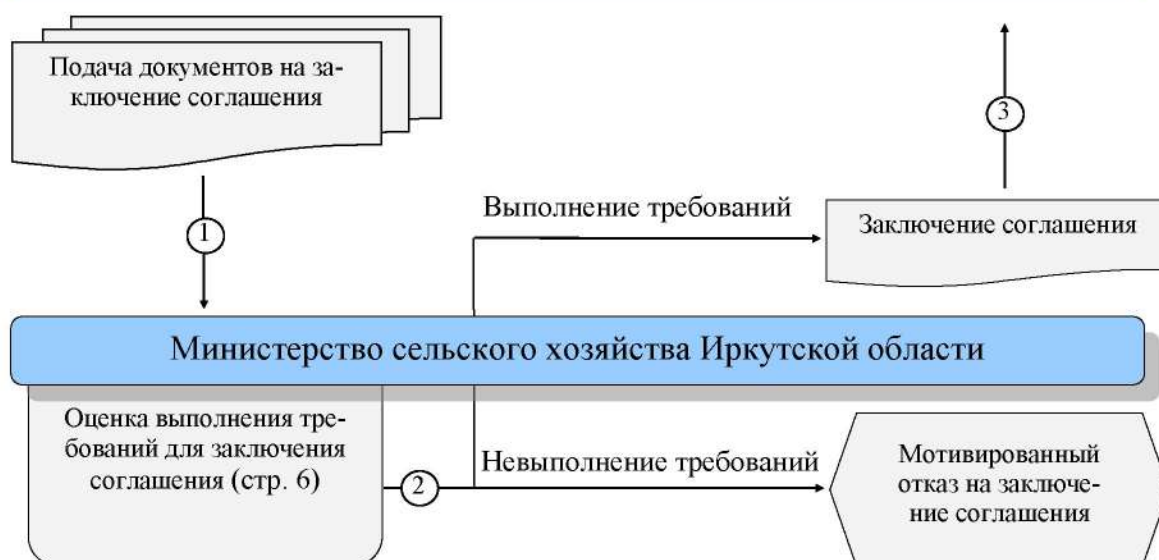 Подача документов на за-
ключение соглашения
3
1
Выполнение требований
Заключение соглашения
Министерство сельского хозяйства Иркутской области
Оценка выполнения тре-
бований для заключения
соглашения (стр. 6)
2
Невыполнение требований
Мотивированный
отказ на заключе-
ние соглашения